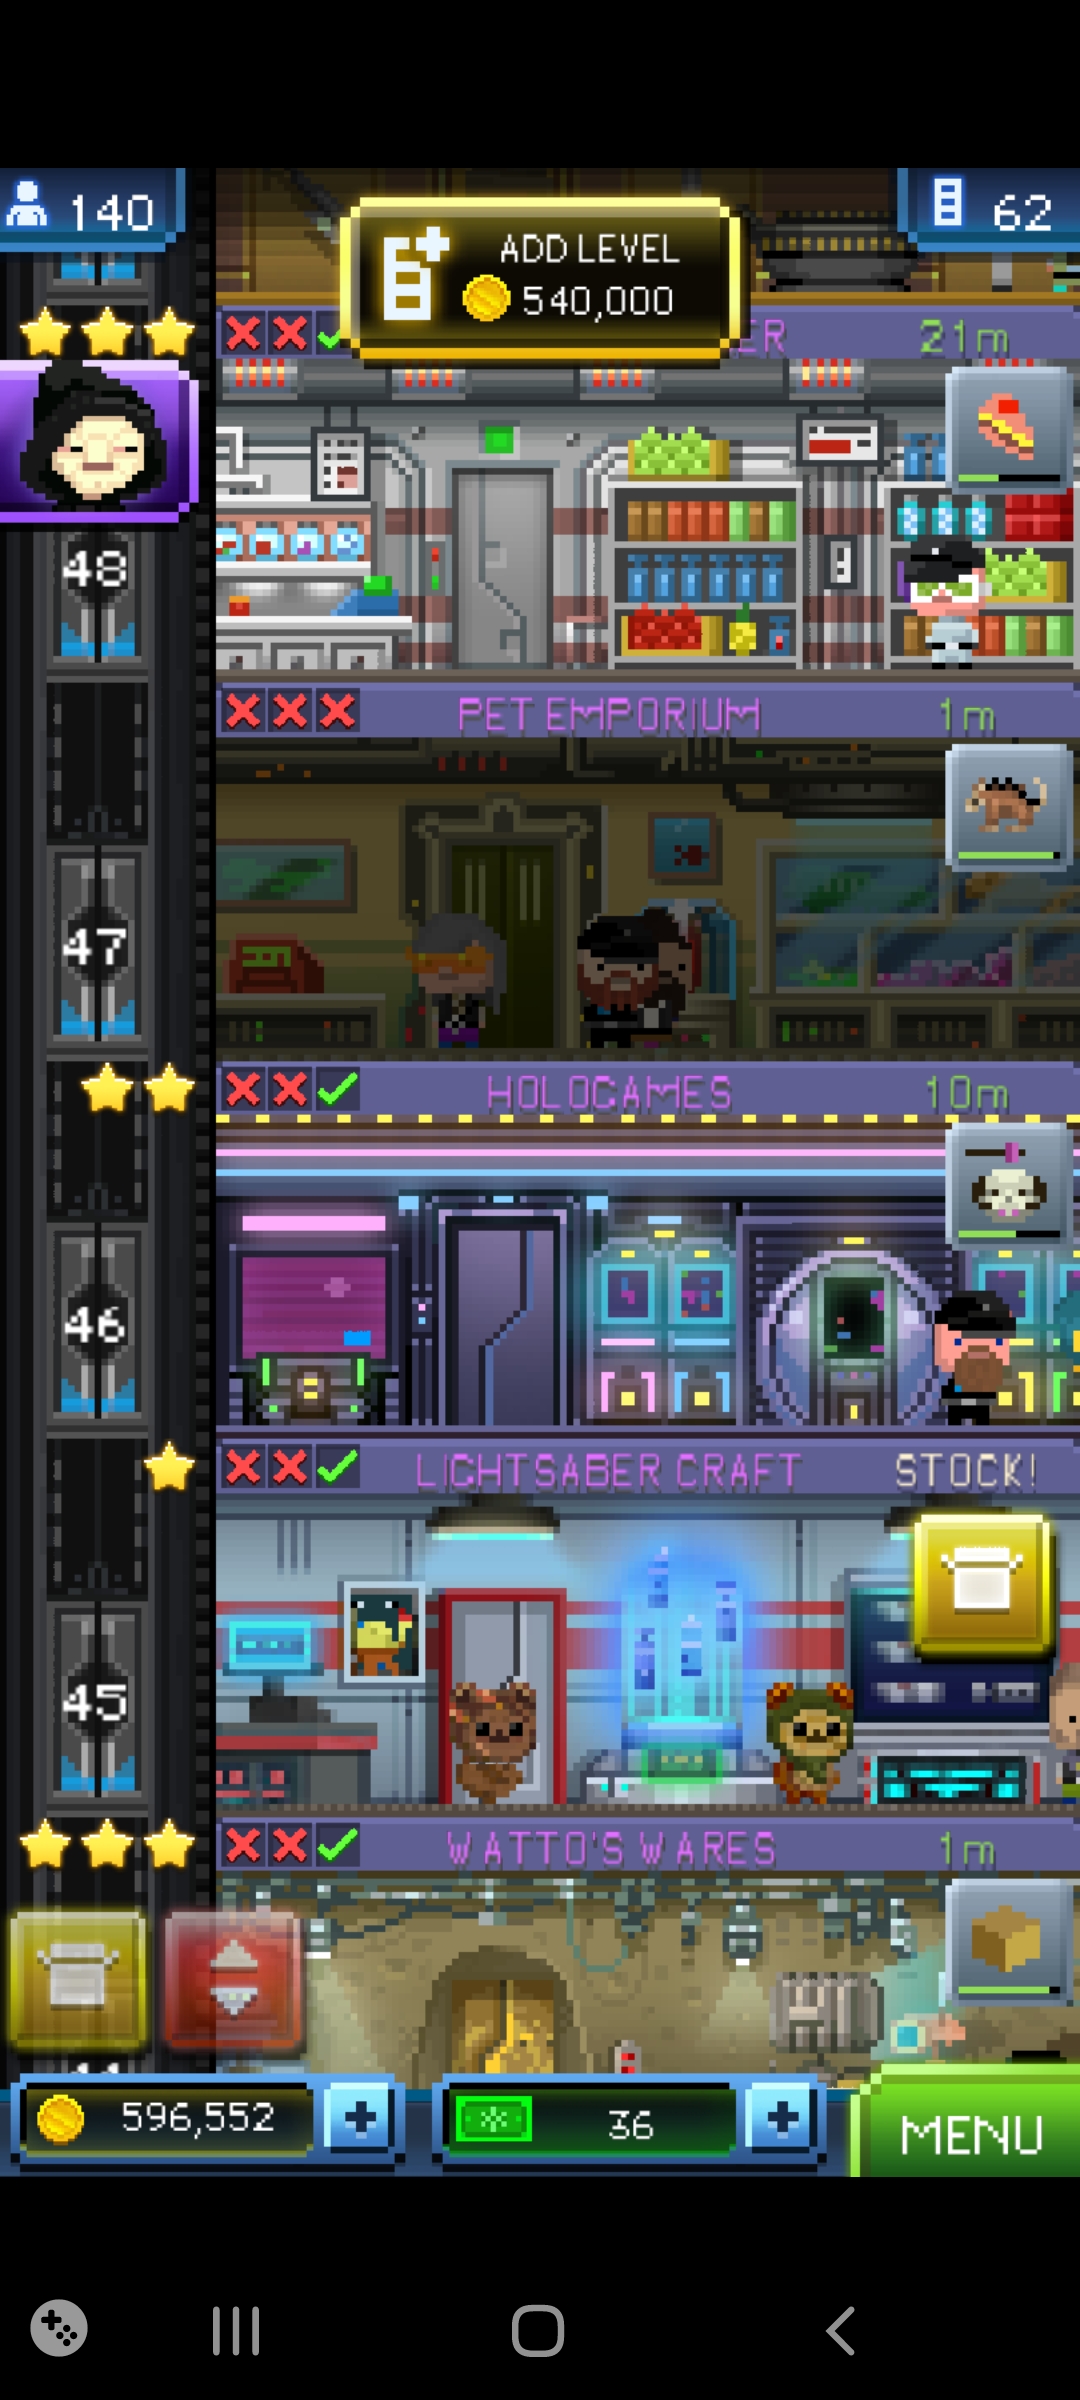 140
ADD LEVEL
540,000
62
ER 21m
48
PET EMPORIUM 1m
47
HOLOGAMES 10m
46
LIGHTSABER CRAFT STOCK!
45
WATTO'S WARES 1m
596,552
36
MENU